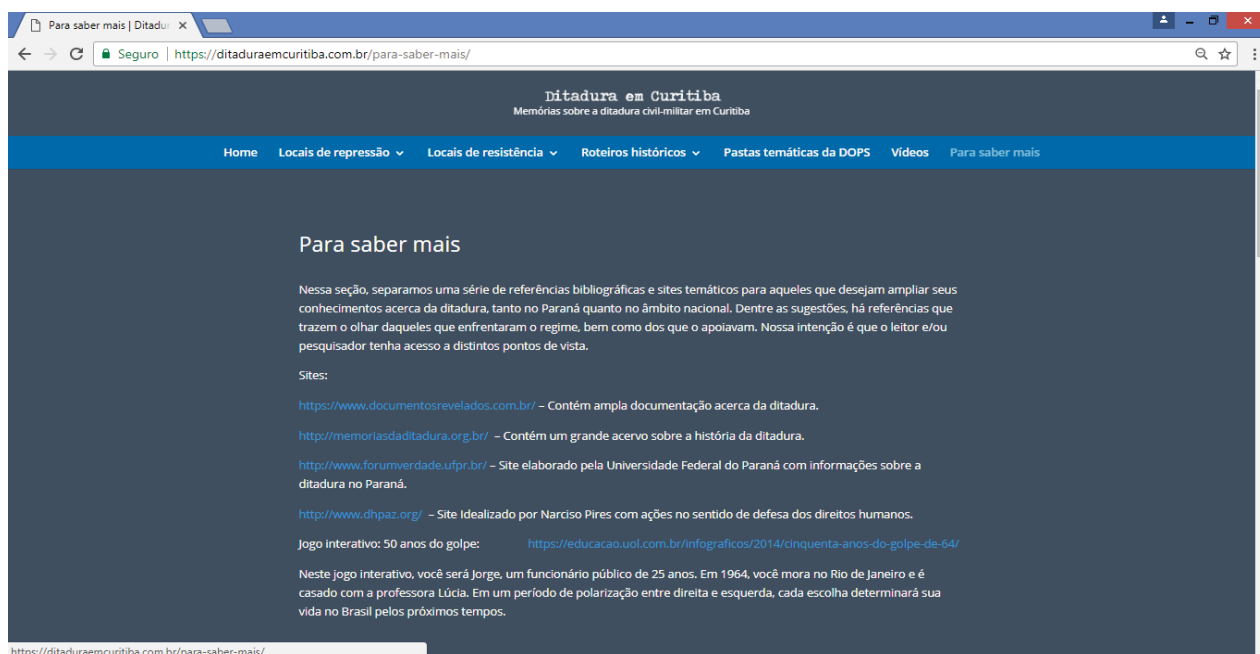 Para saber mais | Ditadur
Seguro | https://ditaduraemcuritiba.com.br/para-saber-mais/
Ditadura em Curitiba
Memórias sobre a ditadura civil-militar em Curitiba
Home Locais de repressão Locais de resistência Roteiros históricos Pastas temáticas da DOPS Vídeos Para saber mais
Para saber mais
Nessa seção, separamos uma série de referências bibliográficas e sites temáticos para aqueles que desejam ampliar seus
conhecimentos acerca da ditadura, tanto no Paraná quanto no âmbito nacional. Dentre as sugestões, há referências que
trazem o olhar daqueles que enfrentaram o regime, bem como dos que o apoiavam. Nossa intenção é que o leitor e/ou
pesquisador tenha acesso a distintos pontos de vista.
Sites:
https://www.documentosrevelados.com.br/ – Contém ampla documentação acerca da ditadura.
http://memoriasdaditadura.org.br/ – Contém um grande acervo sobre a história da ditadura.
http://www.forumverdade.ufpr.br/ – Site elaborado pela Universidade Federal do Paraná com informações sobre a
ditadura no Paraná.
http://www.dhpaz.org/ – Site Idealizado por Narciso Pires com ações no sentido de defesa dos direitos humanos.
Jogo interativo: 50 anos do golpe: https://educacao.uol.com.br/infograficos/2014/cinquenta-anos-do-golpe-de-64/
Neste jogo interativo, você será Jorge, um funcionário público de 25 anos. Em 1964, você mora no Rio de Janeiro e é
casado com a professora Lúcia. Em um período de polarização entre direita e esquerda, cada escolha determinará sua
vida no Brasil pelos próximos tempos.
https://ditaduraemcuritiba.com.br/para-saber-mais/